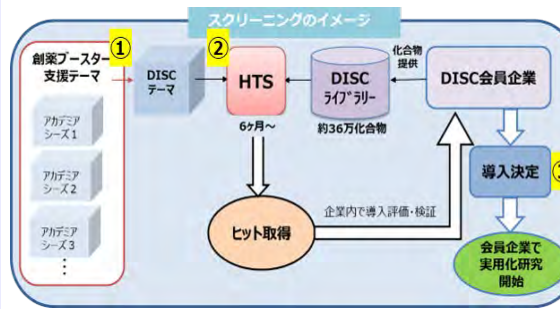 スクリーニングのイメージ
①
②
創薬ブースター
支援テーマ
アカデミア
シーズ1
アカデミア
シーズ2
アカデミア
シーズ3
⋮
DISC
テーマ
HTS
6ヶ月～
DISC
ﾗｲﾌﾞﾗﾘｰ
約36万化合物
化合物
提供
DISC会員企業
導入決定
ヒット取得
企業内で導入評価・検証
会員企業で
実用化研究
開始